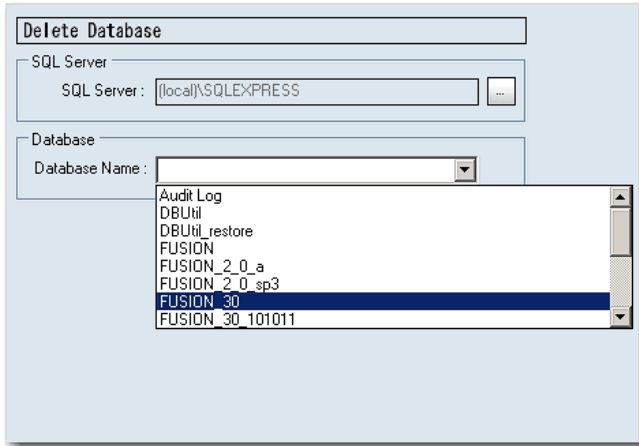 Delete Database
SQL Server
SQL Server : (local)\SQLEXPRESS ...
Database
Database Name :
Audit Log
DBUtil
DBUtil_restore
FUSION
FUSION_2_0_a
FUSION_2_0_sp3
FUSION_30
FUSION_30_101011